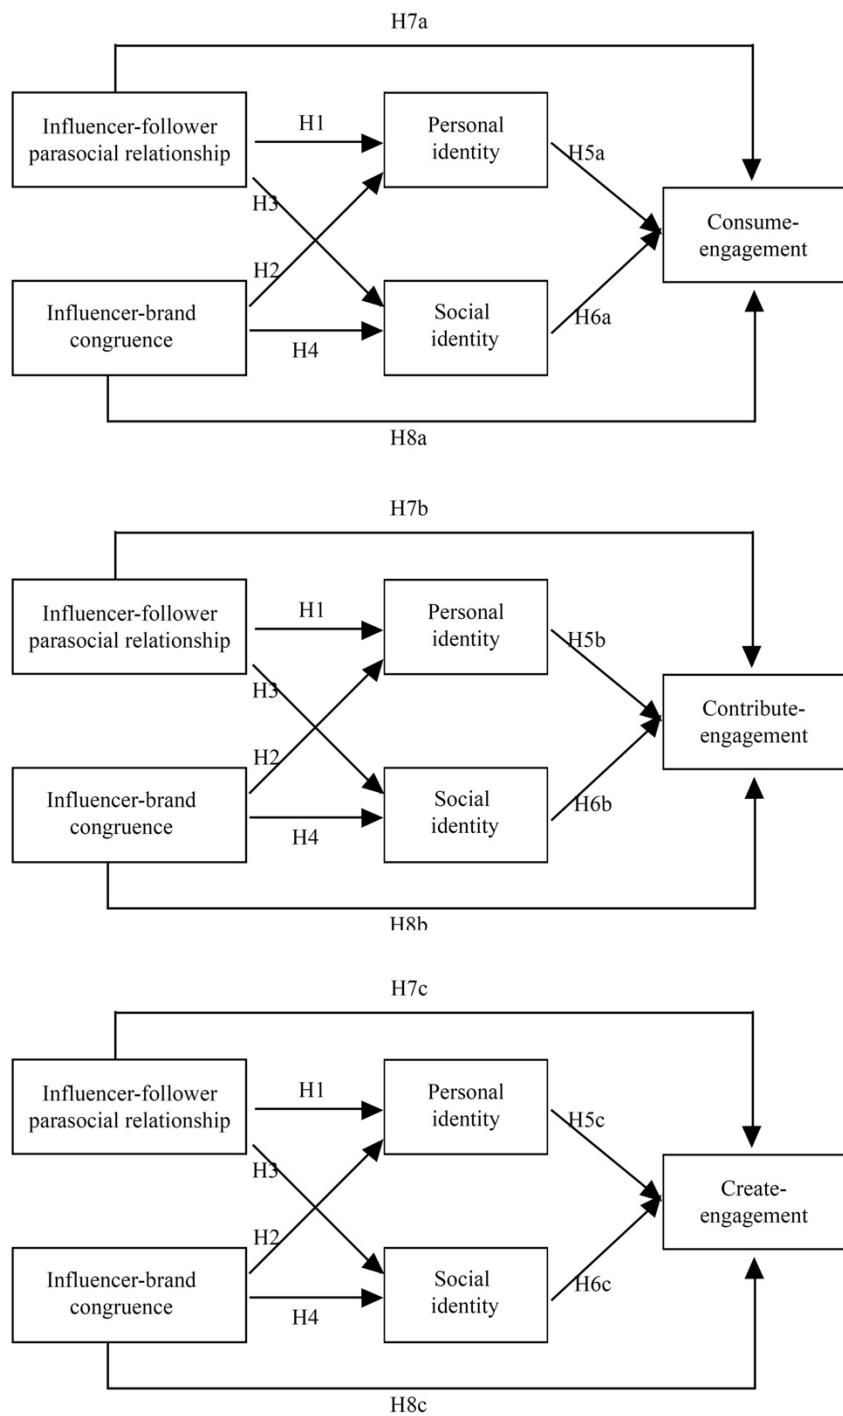 H7a
Influencer-follower
parasocial relationship
H1
Personal
identity
H5a
H3
Consume-
engagement
H2
Influencer-brand
congruence
H4
Social
identity
H6a
H8a
H7b
Influencer-follower
parasocial relationship
H1
Personal
identity
H5b
H3
Contribute-
engagement
H2
Influencer-brand
congruence
H4
Social
identity
H6b
H8b
H7c
Influencer-follower
parasocial relationship
H1
Personal
identity
H5c
H3
Create-
engagement
H2
Influencer-brand
congruence
H4
Social
identity
H6c
H8c